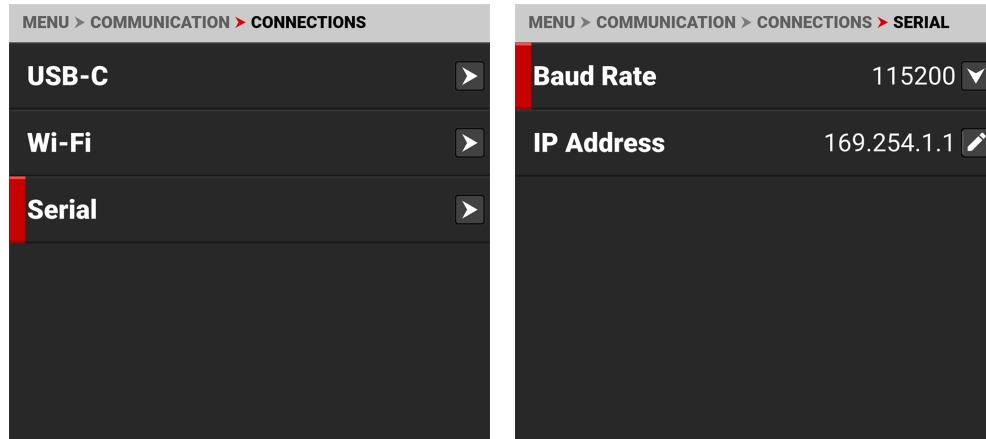 MENU > COMMUNICATION > CONNECTIONS
USB-C
Wi-Fi
Serial
MENU > COMMUNICATION > CONNECTIONS > SERIAL
Baud Rate 115200
IP Address 169.254.1.1